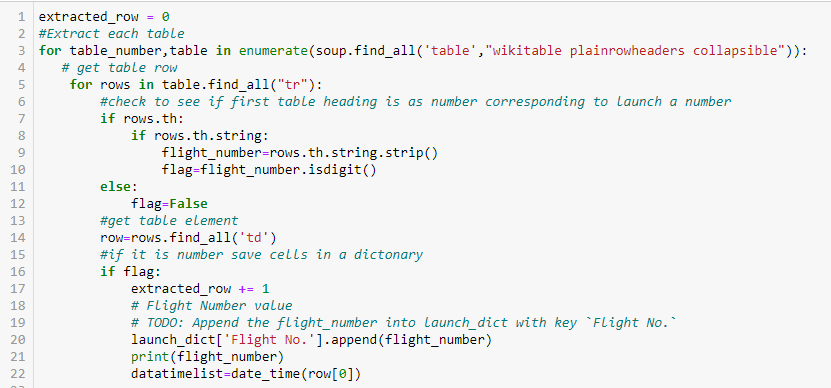 1 extracted_row = 0
2 #Extract each table
3 for table_number,table in enumerate(soup.find_all('table',"wikitable plainrowheaders collapsible")):
4    # get table row
5     for rows in table.find_all("tr"):
6         #check to see if first table heading is as number corresponding to launch a number
7         if rows.th:
8             if rows.th.string:
9                 flight_number=rows.th.string.strip()
10                 flag=flight_number.isdigit()
11         else:
12             flag=False
13         #get table element
14         row=rows.find_all('td')
15         #if it is number save cells in a dictonary
16         if flag:
17             extracted_row += 1
18             # Flight Number value
19             # TODO: Append the flight_number into launch_dict with key `Flight No.`
20             launch_dict['Flight No.'].append(flight_number)
21             print(flight_number)
22             datatimelist=date_time(row[0])